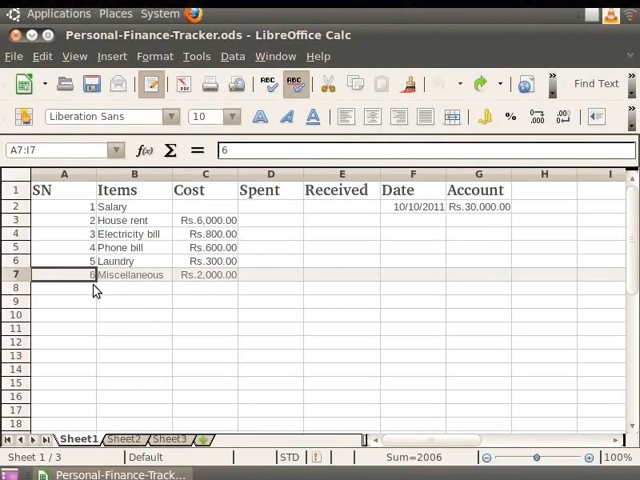 Applications Places System
Personal-Finance-Tracker.ods - LibreOffice Calc
File Edit View Insert Format Tools Data Window Help
ABC ABC Find Text
Liberation Sans 10 % .000 .00
A7:I7 f(x) Σ = 6
A B C D E F G H I
1 SN Items Cost Spent Received Date Account
2 1 Salary 10/10/2011 Rs.30,000.00
3 2 House rent Rs.6,000.00
4 3 Electricity bill Rs.800.00
5 4 Phone bill Rs.600.00
6 5 Laundry Rs.300.00
7 6 Miscellaneous Rs.2,000.00
8
9
10
11
12
13
14
15
16
17
18
Sheet1 Sheet2 Sheet3
Sheet 1 / 3 Default STD Sum=2006 100%
Personal-Finance-Track...